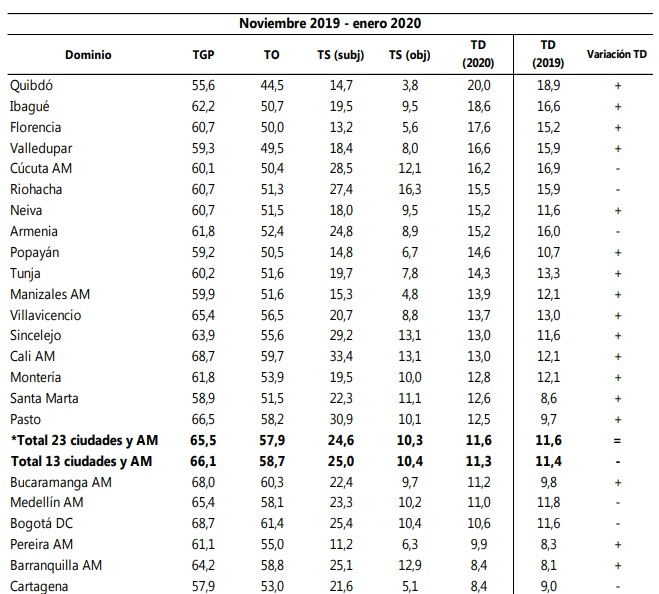 Noviembre 2019 - enero 2020
Dominio TGP TO TS (subj) TS (obj) TD (2020) TD (2019) Variación TD
Quibdó 55,6 44,5 14,7 3,8 20,0 18,9 +
Ibagué 62,2 50,7 19,5 9,5 18,6 16,6 +
Florencia 60,7 50,0 13,2 5,6 17,6 15,2 +
Valledupar 59,3 49,5 18,4 8,0 16,6 15,9 +
Cúcuta AM 60,1 50,4 28,5 12,1 16,2 16,9 -
Riohacha 60,7 51,3 27,4 16,3 15,5 15,9 -
Neiva 60,7 51,5 18,0 9,5 15,2 11,6 +
Armenia 61,8 52,4 24,8 8,9 15,2 16,0 -
Popayán 59,2 50,5 14,8 6,7 14,6 10,7 +
Tunja 60,2 51,6 19,7 7,8 14,3 13,3 +
Manizales AM 59,9 51,6 15,3 4,8 13,9 12,1 +
Villavicencio 65,4 56,5 20,7 8,8 13,7 13,0 +
Sincelejo 63,9 55,6 29,2 13,1 13,0 11,6 +
Cali AM 68,7 59,7 33,4 13,1 13,0 12,1 +
Montería 61,8 53,9 19,5 10,0 12,8 12,1 +
Santa Marta 58,9 51,5 22,3 11,1 12,6 8,6 +
Pasto 66,5 58,2 30,9 10,1 12,5 9,7 +
*Total 23 ciudades y AM 65,5 57,9 24,6 10,3 11,6 11,6 =
Total 13 ciudades y AM 66,1 58,7 25,0 10,4 11,3 11,4 -
Bucaramanga AM 68,0 60,3 22,4 9,7 11,2 9,8 +
Medellín AM 65,4 58,1 23,3 10,2 11,0 11,8 -
Bogotá DC 68,7 61,4 25,4 10,4 10,6 11,6 -
Pereira AM 61,1 55,0 11,2 6,3 9,9 8,3 +
Barranquilla AM 64,2 58,8 25,1 12,9 8,4 8,1 +
Cartagena 57,9 53,0 21,6 5,1 8,4 9,0 -